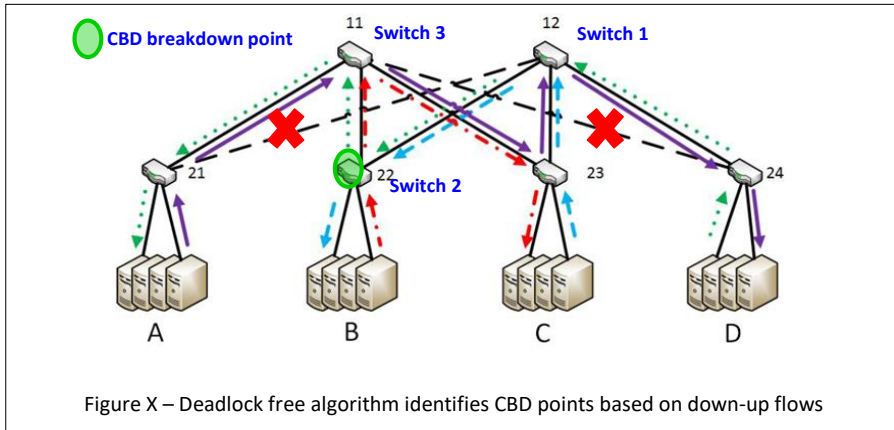 11
Switch 3
12
Switch 1
CBD breakdown point
21
22
Switch 2
23
24
A
B
C
D
Figure X – Deadlock free algorithm identifies CBD points based on down-up flows